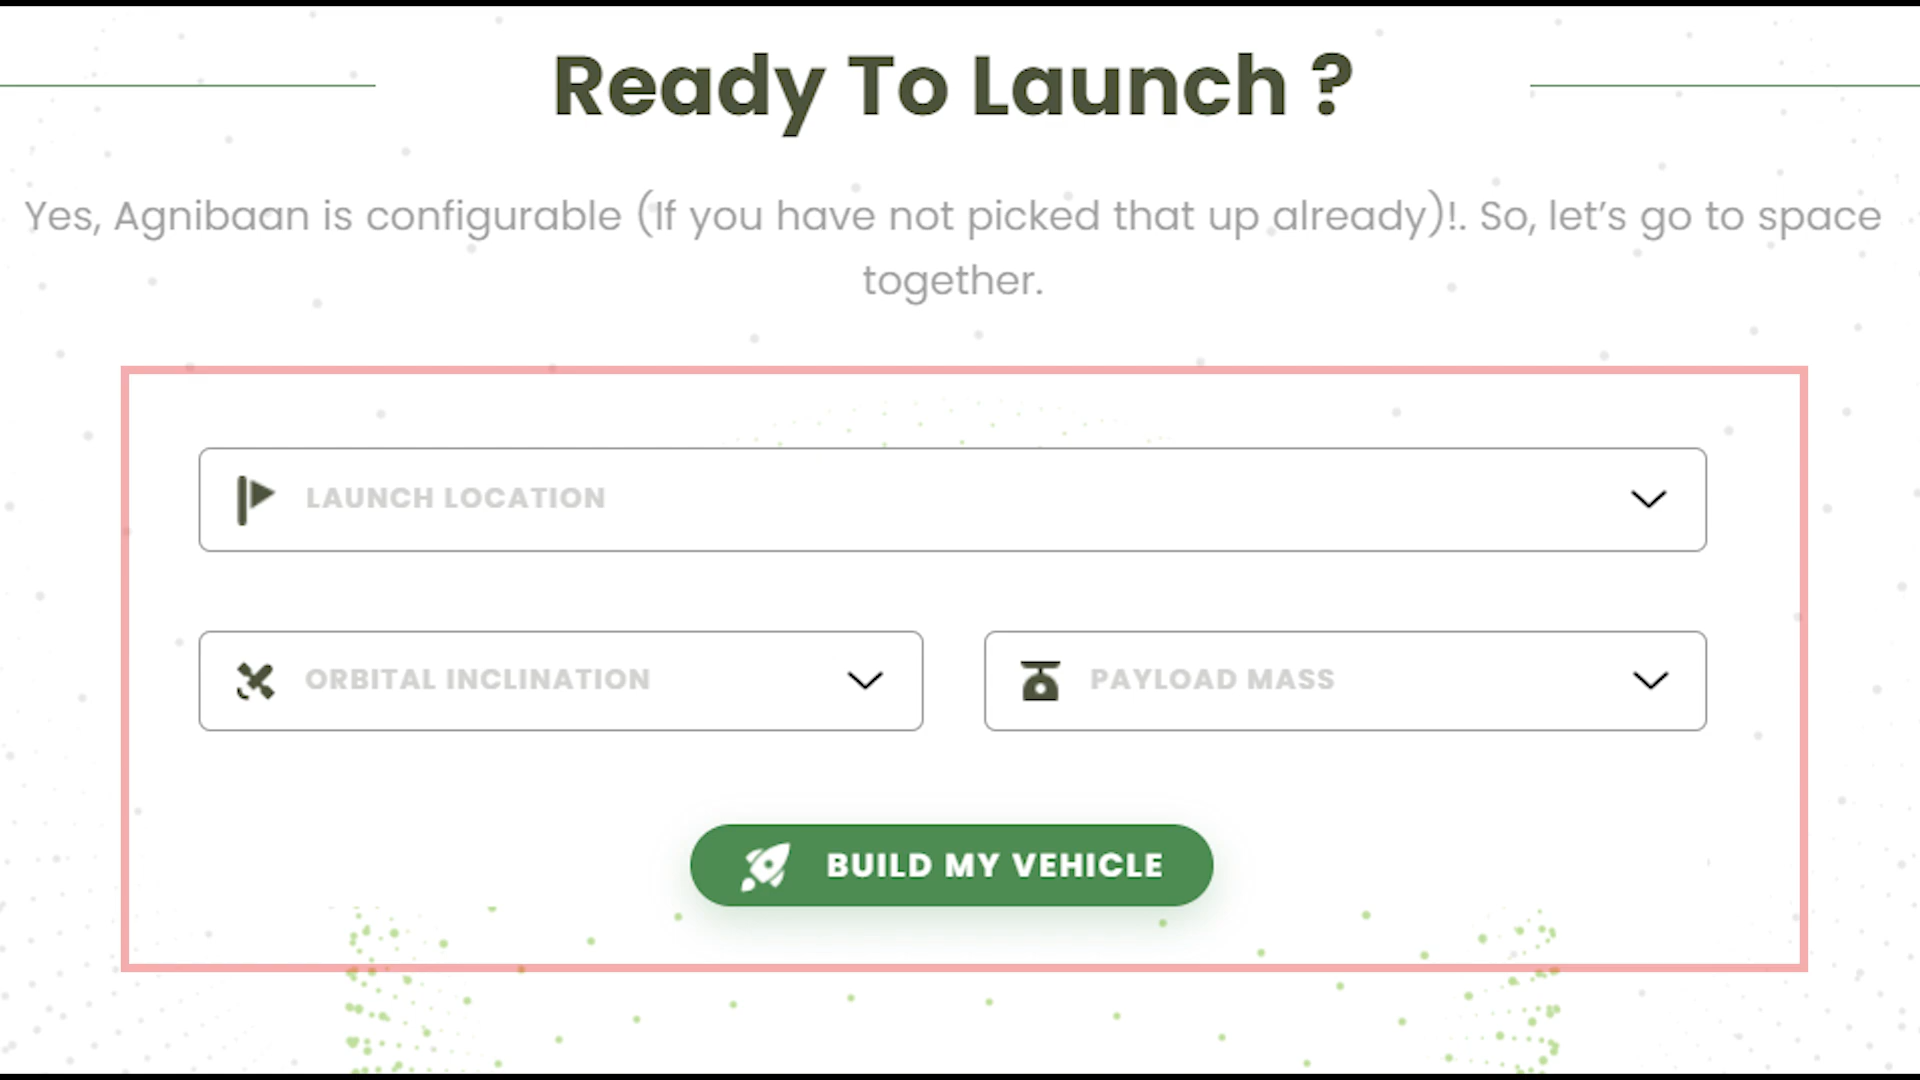 Ready To Launch ?
Yes, Agnibaan is configurable (If you have not picked that up already)!. So, let’s go to space
together.
LAUNCH LOCATION
ORBITAL INCLINATION
PAYLOAD MASS
BUILD MY VEHICLE